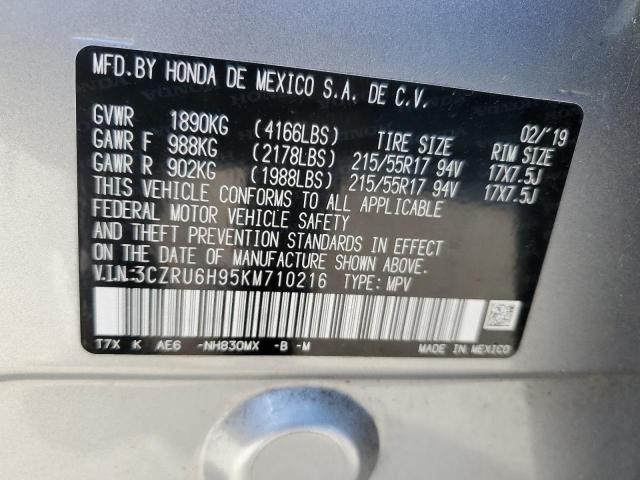 MFD.BY HONDA DE MEXICO S.A. DE C.V.
02/'19
GVWR 1890KG (4166LBS) TIRE SIZE RIM SIZE
GAWR F 988KG (2178LBS) 215/55R17 94V 17X7.5J
GAWR R 902KG (1988LBS) 215/55R17 94V 17X7.5J
THIS VEHICLE CONFORMS TO ALL APPLICABLE
FEDERAL MOTOR VEHICLE SAFETY
AND THEFT PREVENTION STANDARDS IN EFFECT
ON THE DATE OF MANUFACTURE SHOWN ABOVE.
V.I.N:3CZRU6H95KM710216 TYPE: MPV
T7X K AE6 -NH830MX -B -M
MADE IN MEXICO